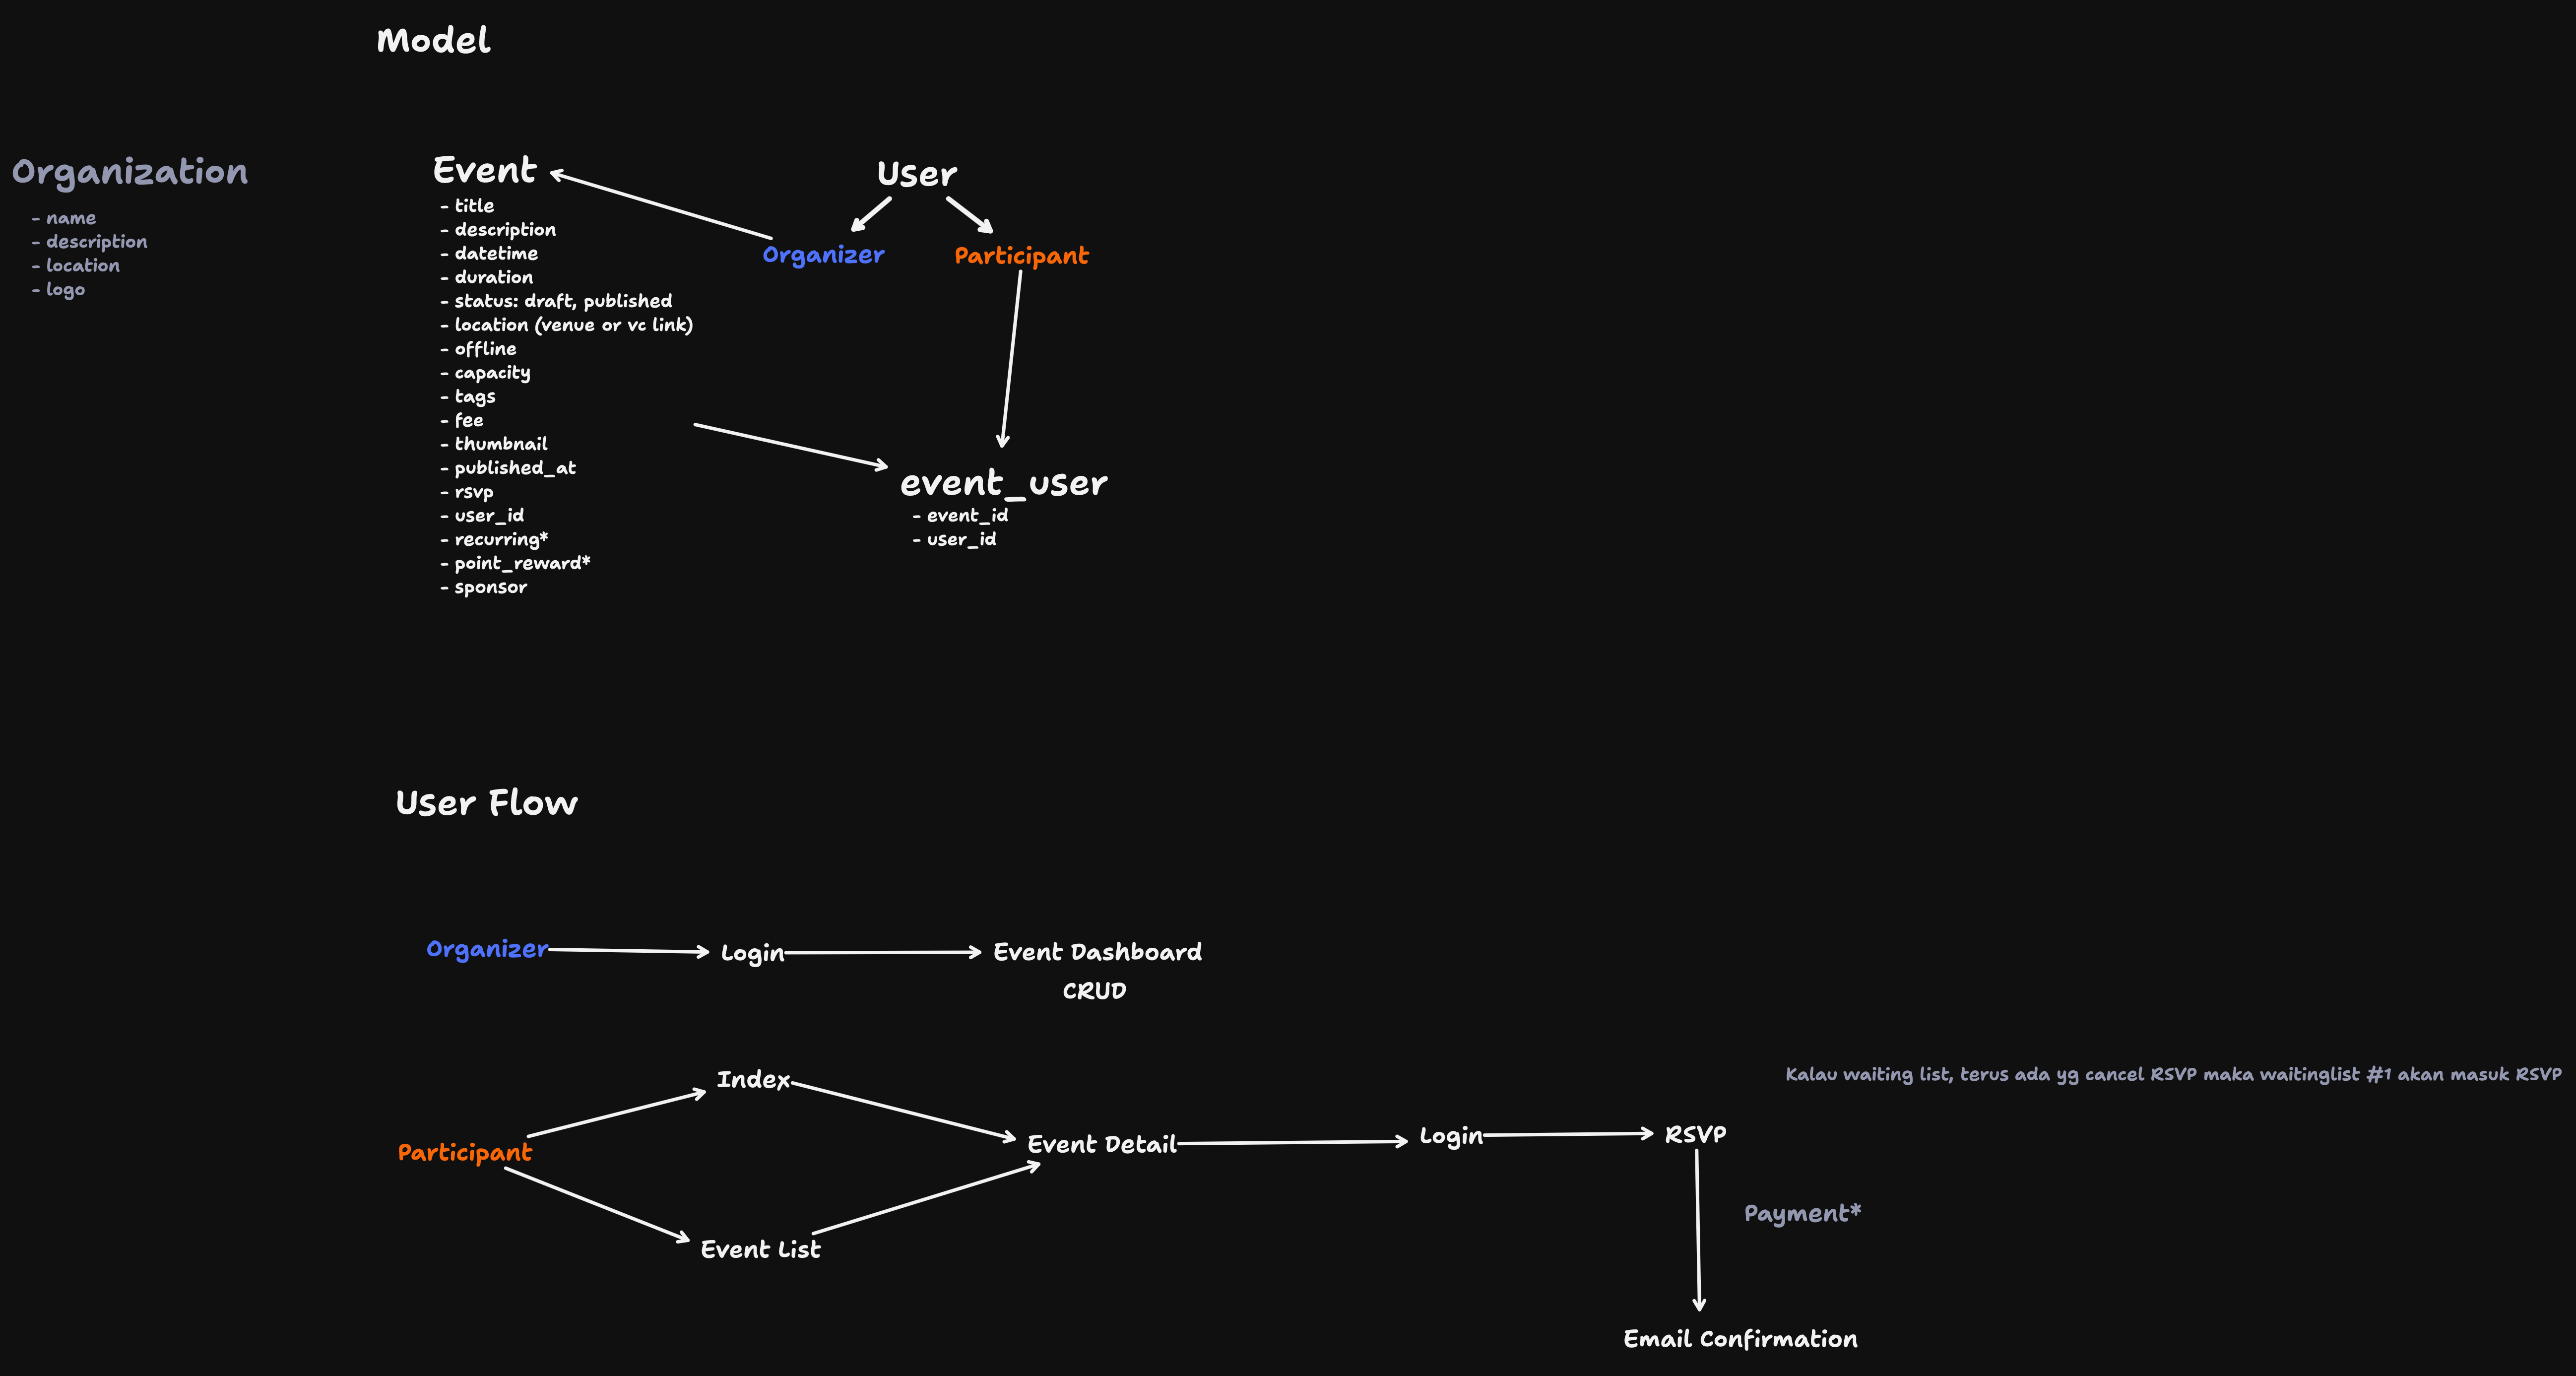 Model
Organization
- name
- description
- location
- logo
Event
- title
- description
- datetime
- duration
- status: draft, published
- location (venue or vc link)
- offline
- capacity
- tags
- fee
- thumbnail
- published_at
- rsvp
- user_id
- recurring*
- point_reward*
- sponsor
User
Organizer
Participant
event_user
- event_id
- user_id
User Flow
Organizer
Login
Event Dashboard
CRUD
Participant
Index
Event List
Event Detail
Login
RSVP
Kalau waiting list, terus ada yg cancel RSVP maka waitinglist #1 akan masuk RSVP
Payment*
Email Confirmation